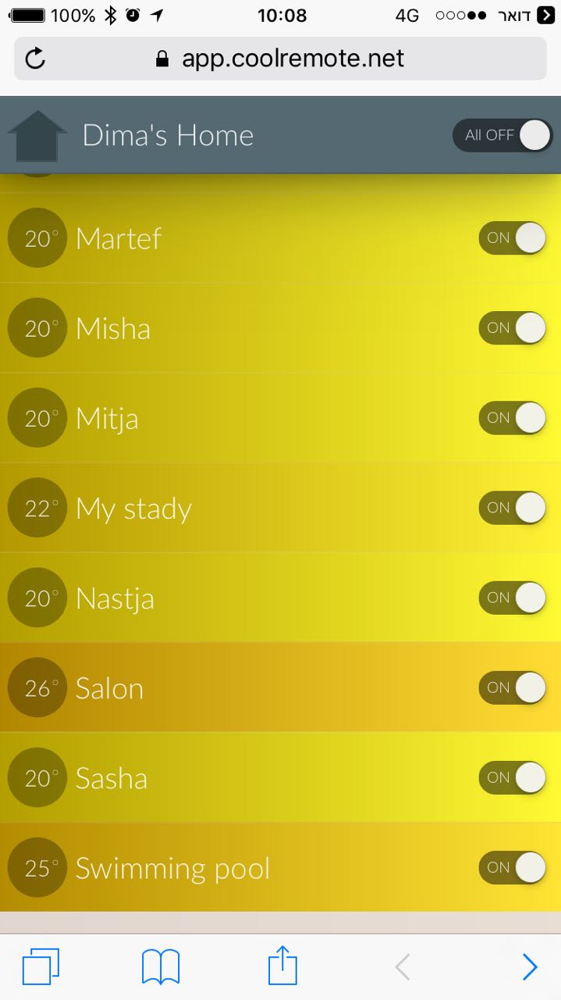 100% 10:08 4G דואר
app.coolremote.net
Dima's Home All OFF
20° Martef ON
20° Misha ON
20° Mitja ON
22° My stady ON
20° Nastja ON
26° Salon ON
20° Sasha ON
25° Swimming pool ON